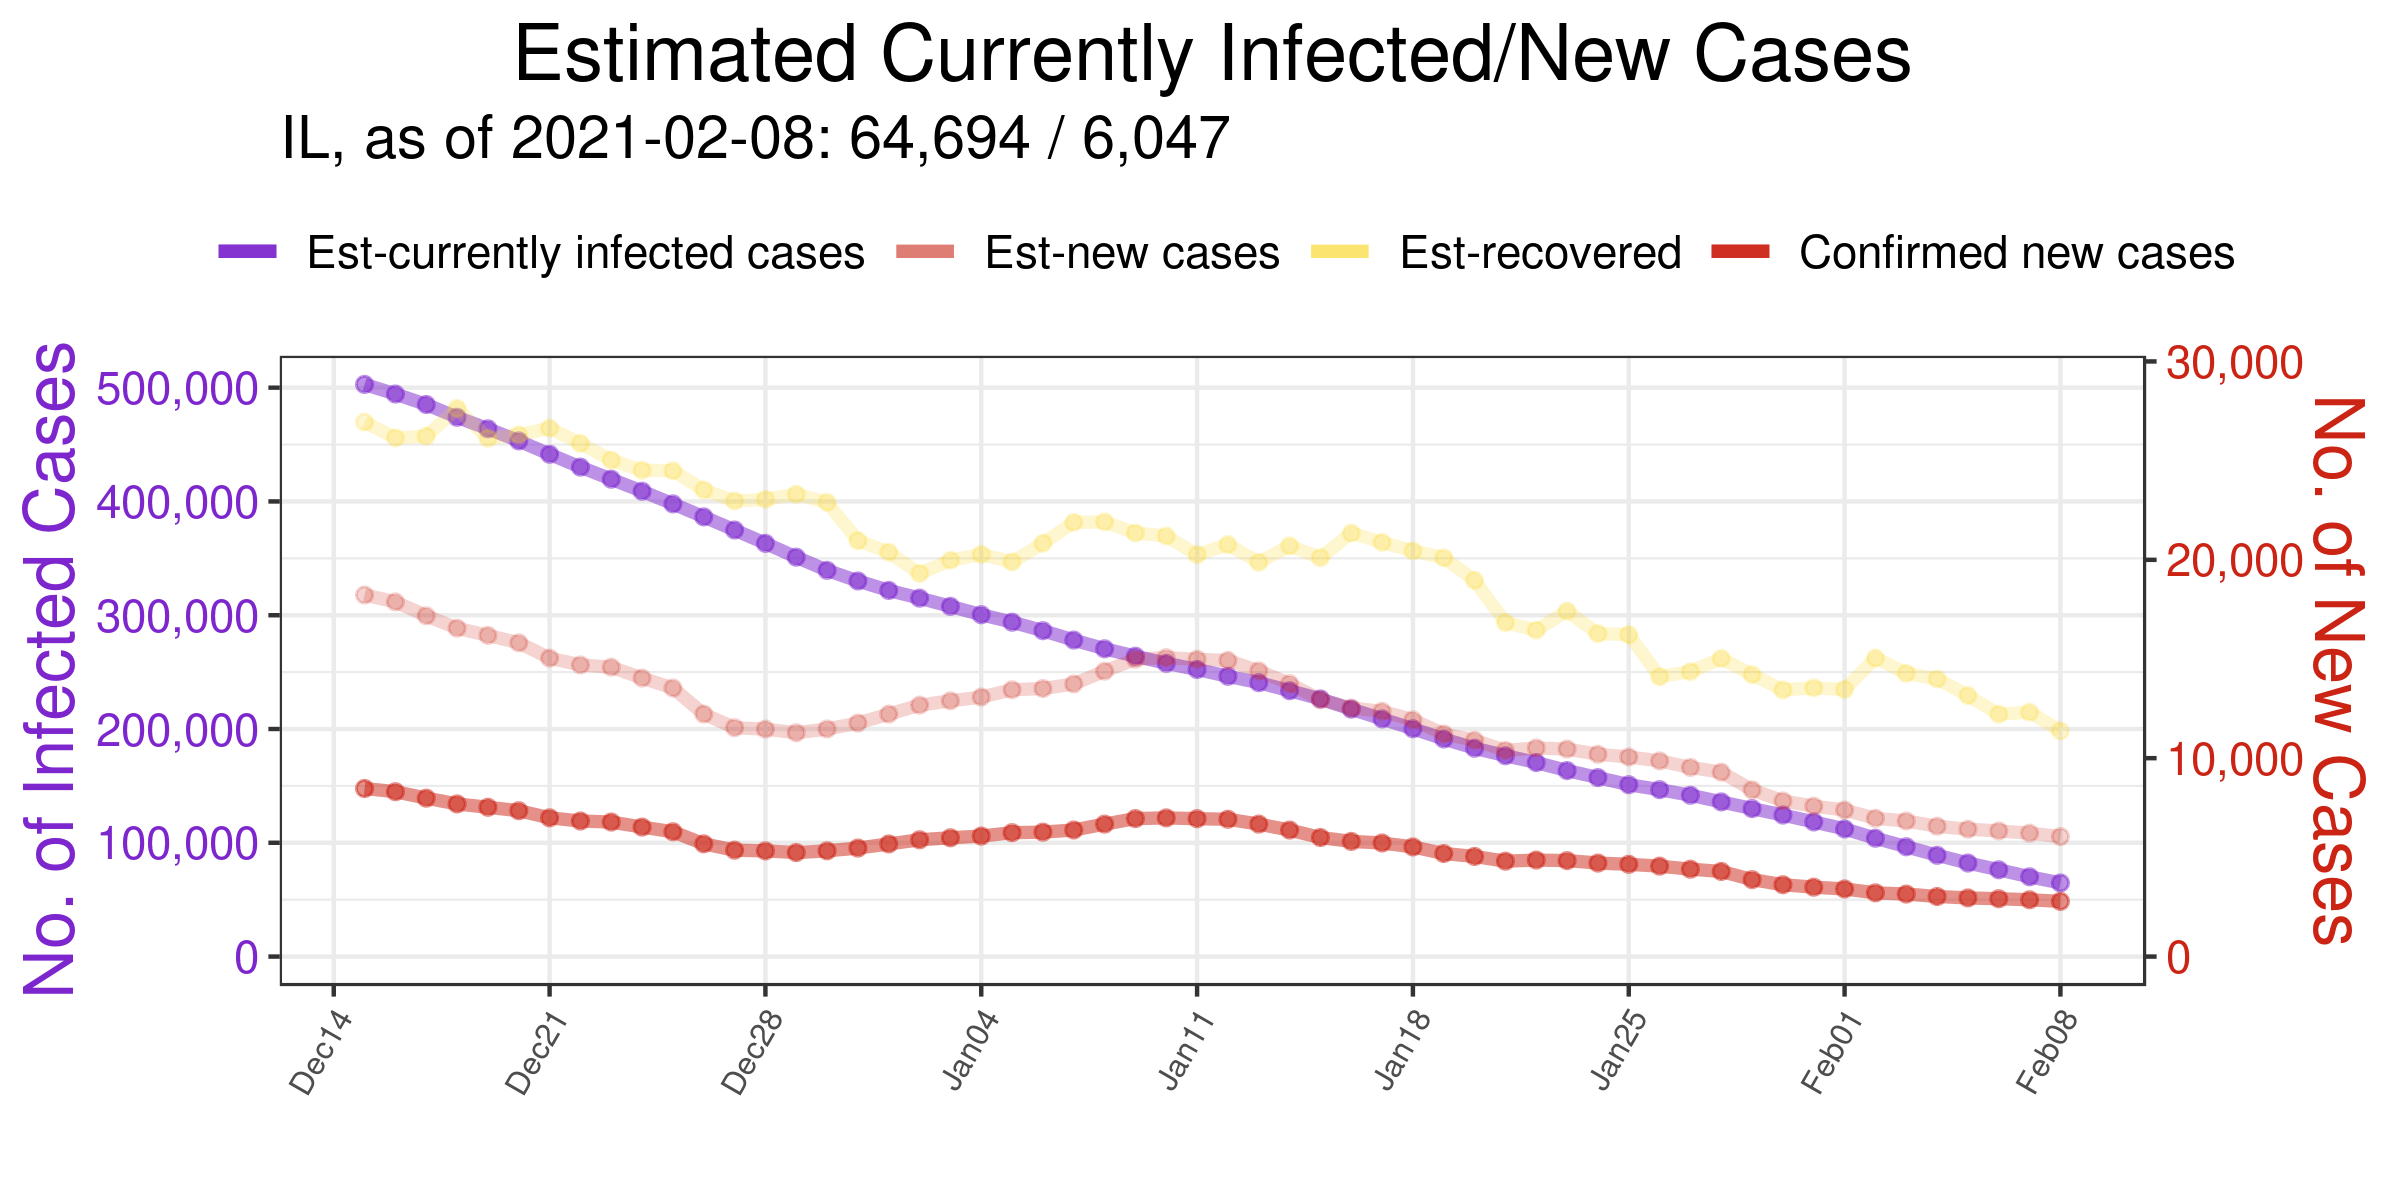 Estimated Currently Infected/New Cases
IL, as of 2021-02-08: 64,694 / 6,047
Est-currently infected cases Est-new cases Est-recovered Confirmed new cases
No. of Infected Cases
500,000
400,000
300,000
200,000
100,000
0
30,000
20,000
10,000
0
No. of New Cases
Dec14 Dec21 Dec28 Jan04 Jan11 Jan18 Jan25 Feb01 Feb08